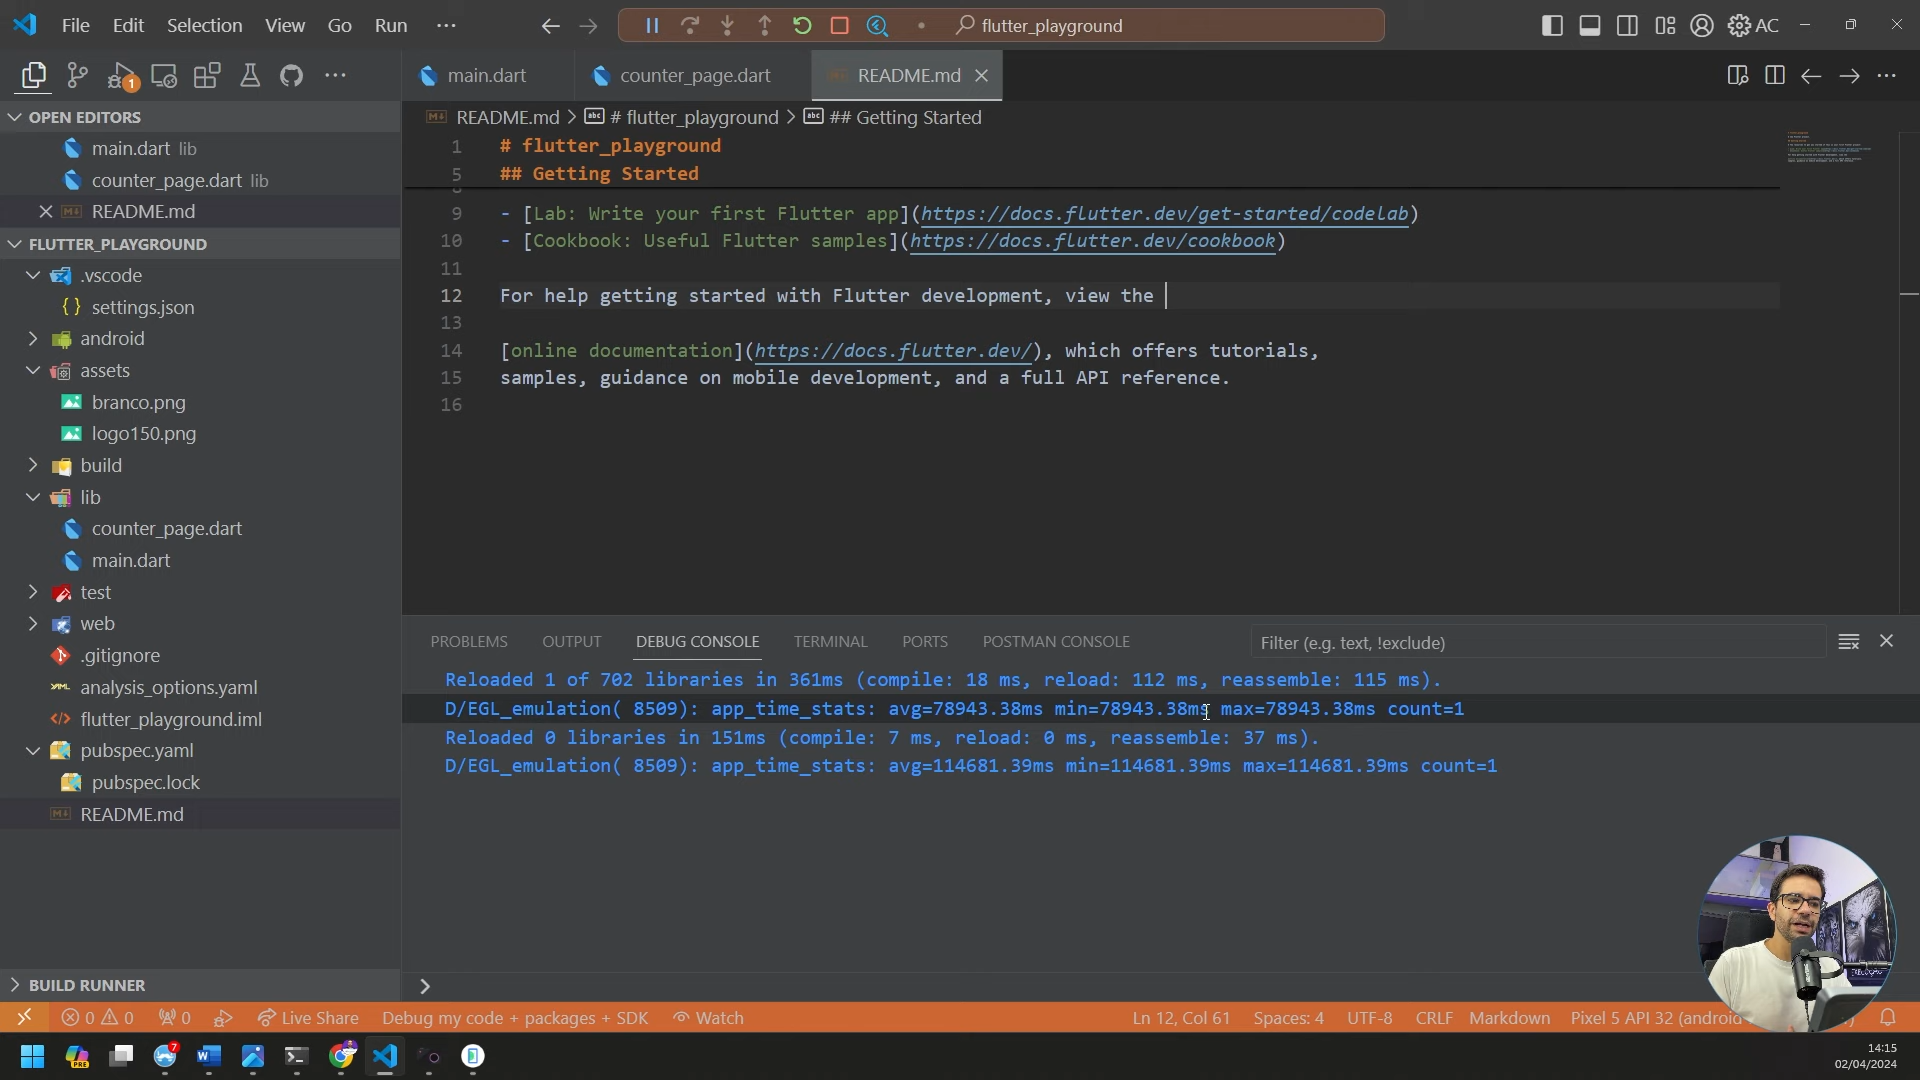 File Edit Selection View Go Run ···
flutter_playground
AC
1
main.dart
counter_page.dart
README.md
OPEN EDITORS
main.dart lib
counter_page.dart lib
README.md
FLUTTER_PLAYGROUND
.vscode
settings.json
android
assets
branco.png
logo150.png
build
lib
counter_page.dart
main.dart
test
web
.gitignore
analysis_options.yaml
flutter_playground.iml
pubspec.yaml
pubspec.lock
README.md
BUILD RUNNER
README.md > # flutter_playground > ## Getting Started
1 # flutter_playground
5 ## Getting Started
9 - [Lab: Write your first Flutter app](https://docs.flutter.dev/get-started/codelab)
10 - [Cookbook: Useful Flutter samples](https://docs.flutter.dev/cookbook)
11
12 For help getting started with Flutter development, view the
13
14 [online documentation](https://docs.flutter.dev/), which offers tutorials,
15 samples, guidance on mobile development, and a full API reference.
16
PROBLEMS OUTPUT DEBUG CONSOLE TERMINAL PORTS POSTMAN CONSOLE
Filter (e.g. text, !exclude)
Reloaded 1 of 702 libraries in 361ms (compile: 18 ms, reload: 112 ms, reassemble: 115 ms).
D/EGL_emulation( 8509): app_time_stats: avg=78943.38ms min=78943.38ms max=78943.38ms count=1
Reloaded 0 libraries in 151ms (compile: 7 ms, reload: 0 ms, reassemble: 37 ms).
D/EGL_emulation( 8509): app_time_stats: avg=114681.39ms min=114681.39ms max=114681.39ms count=1
0 0 0 Live Share Debug my code + packages + SDK Watch
Ln 12, Col 61 Spaces: 4 UTF-8 CRLF Markdown Pixel 5 API 32 (android
PRE
7
14:15
02/04/2024